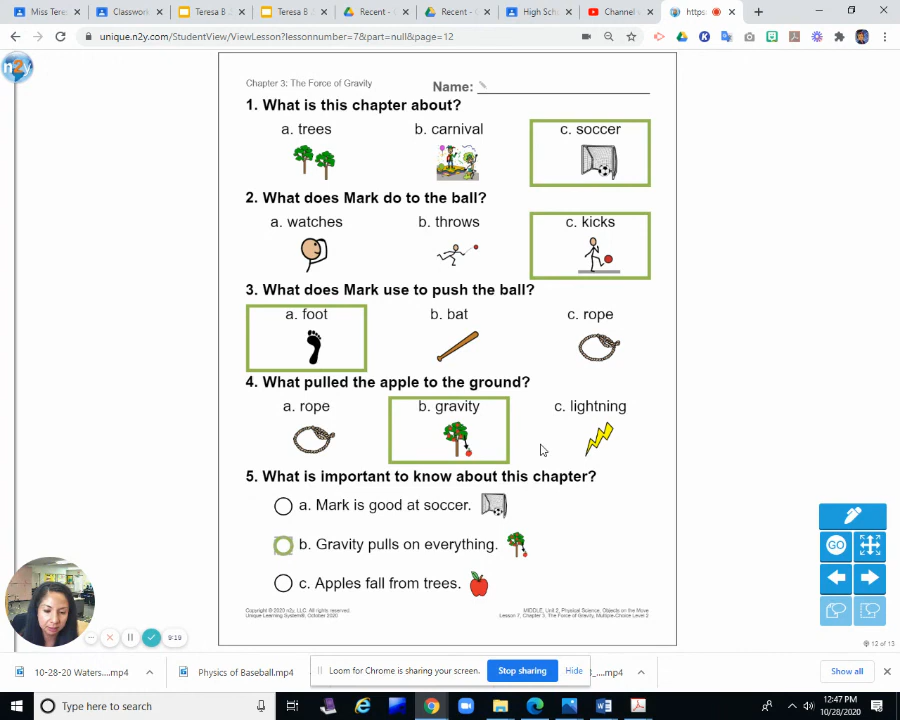 Miss Tere:
Classwork
Teresa B J
Teresa B J
Recent - G
Recent - G
High Scho
Channel v
https:
unique.n2y.com/StudentView/ViewLesson?lessonnumber=7&part=null&page=12
n2y
Chapter 3: The Force of Gravity
Name:
1. What is this chapter about?
a. trees b. carnival c. soccer
2. What does Mark do to the ball?
a. watches b. throws c. kicks
3. What does Mark use to push the ball?
a. foot b. bat c. rope
4. What pulled the apple to the ground?
a. rope b. gravity c. lightning
5. What is important to know about this chapter?
a. Mark is good at soccer.
b. Gravity pulls on everything.
c. Apples fall from trees.
Copyright © 2020 n2y, LLC. All rights reserved.
Unique Learning System®, October 2020
MIDDLE, Unit 2, Physical Science, Objects on the Move
Lesson 7, Chapter 3: The Force of Gravity, Multiple-Choice Level 2
GO
12 of 13
9:19
10-28-20 Waters....mp4
Physics of Baseball.mp4
Loom for Chrome is sharing your screen.
Stop sharing
Hide
_....mp4
Show all
Type here to search
12:47 PM
10/28/2020